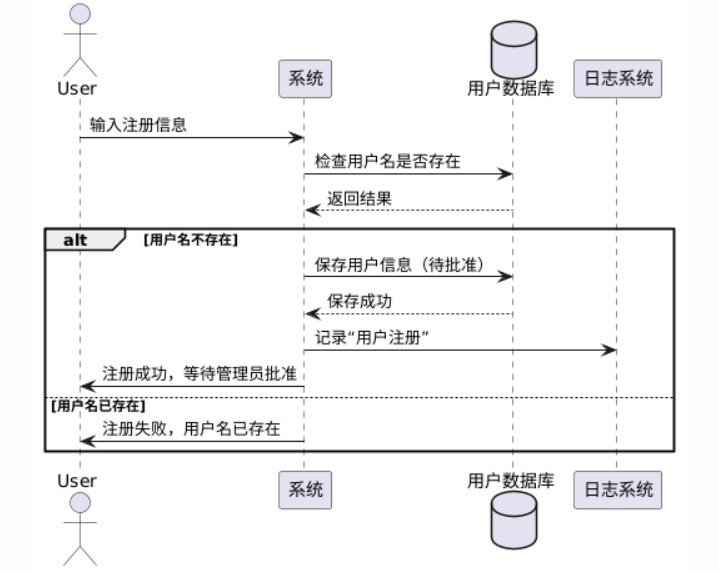 User
系统
用户数据库
日志系统
输入注册信息
检查用户名是否存在
返回结果
alt
[用户名不存在]
保存用户信息（待批准）
保存成功
记录“用户注册”
注册成功，等待管理员批准
[用户名已存在]
注册失败，用户名已存在
User
系统
用户数据库
日志系统